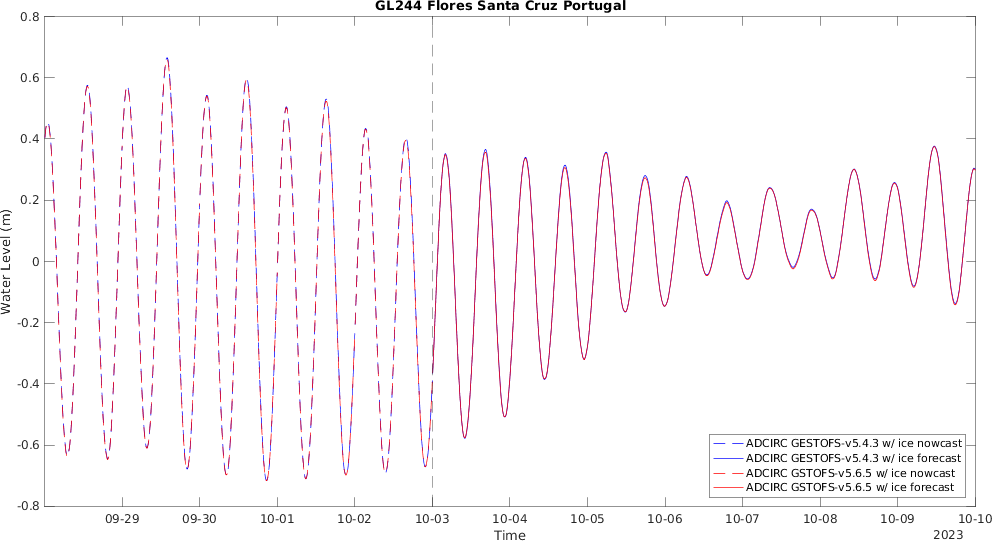 GL244 Flores Santa Cruz Portugal
0.8
0.6
0.4
0.2
0
-0.2
-0.4
-0.6
-0.8
Water Level (m)
ADCIRC GESTOFS-v5.4.3 w/ ice nowcast
ADCIRC GESTOFS-v5.4.3 w/ ice forecast
ADCIRC GSTOFS-v5.6.5 w/ ice nowcast
ADCIRC GSTOFS-v5.6.5 w/ ice forecast
09-29 09-30 10-01 10-02 10-03 10-04 10-05 10-06 10-07 10-08 10-09 10-10
Time
2023